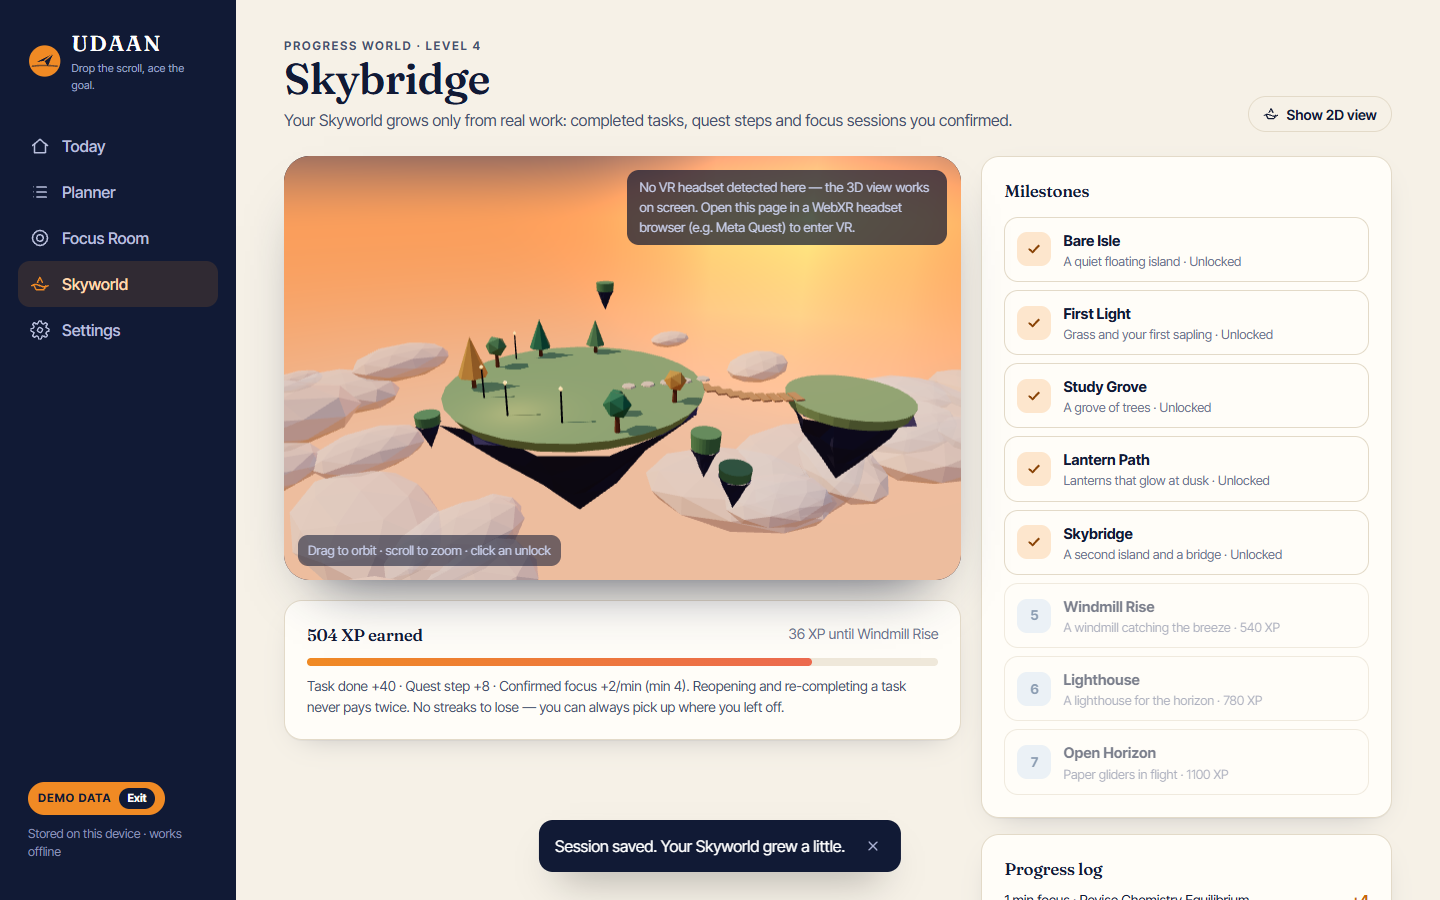 UDAAN
Drop the scroll, ace the
goal.
Today
Planner
Focus Room
Skyworld
Settings
DEMO DATA
Exit
Stored on this device · works
offline
PROGRESS WORLD · LEVEL 4
Skybridge
Your Skyworld grows only from real work: completed tasks, quest steps and focus sessions you confirmed.
Show 2D view
No VR headset detected here — the 3D view works
on screen. Open this page in a WebXR headset
browser (e.g. Meta Quest) to enter VR.
Drag to orbit · scroll to zoom · click an unlock
504 XP earned
36 XP until Windmill Rise
Task done +40 · Quest step +8 · Confirmed focus +2/min (min 4). Reopening and re-completing a task
never pays twice. No streaks to lose — you can always pick up where you left off.
Milestones
Bare Isle
A quiet floating island · Unlocked
First Light
Grass and your first sapling · Unlocked
Study Grove
A grove of trees · Unlocked
Lantern Path
Lanterns that glow at dusk · Unlocked
Skybridge
A second island and a bridge · Unlocked
5
Windmill Rise
A windmill catching the breeze · 540 XP
6
Lighthouse
A lighthouse for the horizon · 780 XP
7
Open Horizon
Paper gliders in flight · 1100 XP
Progress log
1 min focus · Revise Chemistry Equilibrium
+4
Session saved. Your Skyworld grew a little.